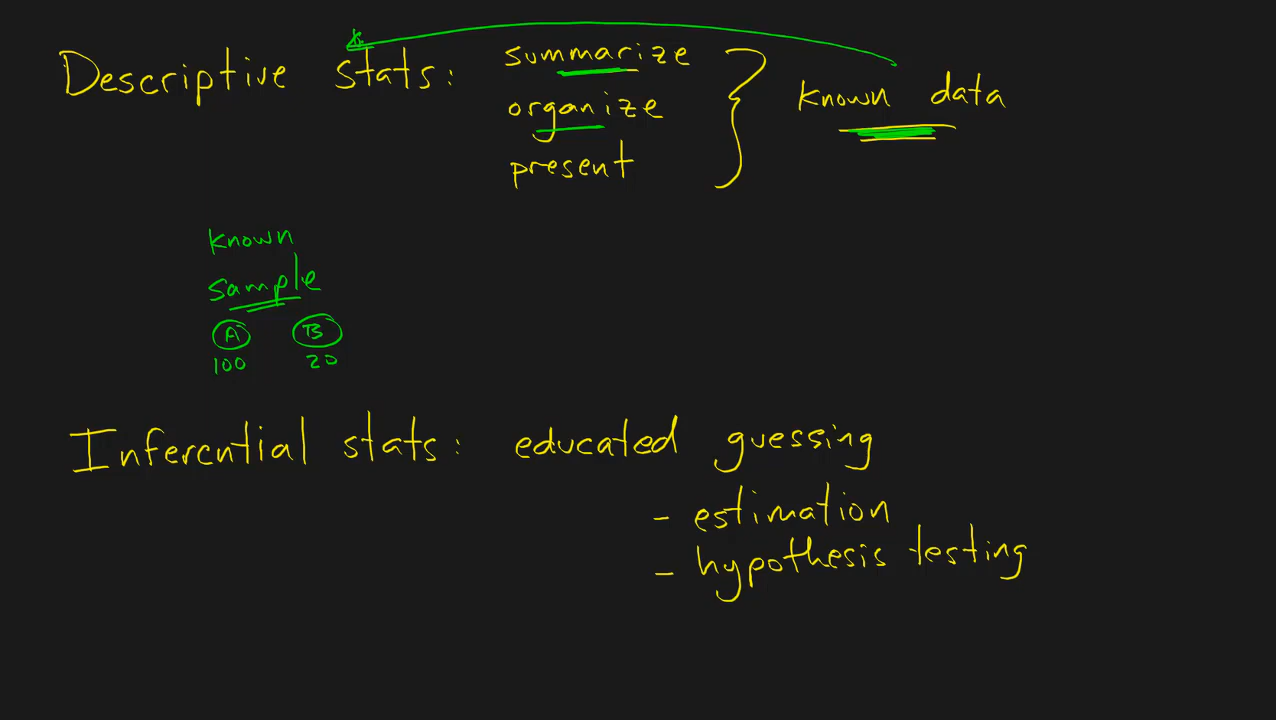 Descriptive stats: summarize
organize
present
known data
known
sample
A B
100 20
Inferential stats: educated guessing
- estimation
- hypothesis testing